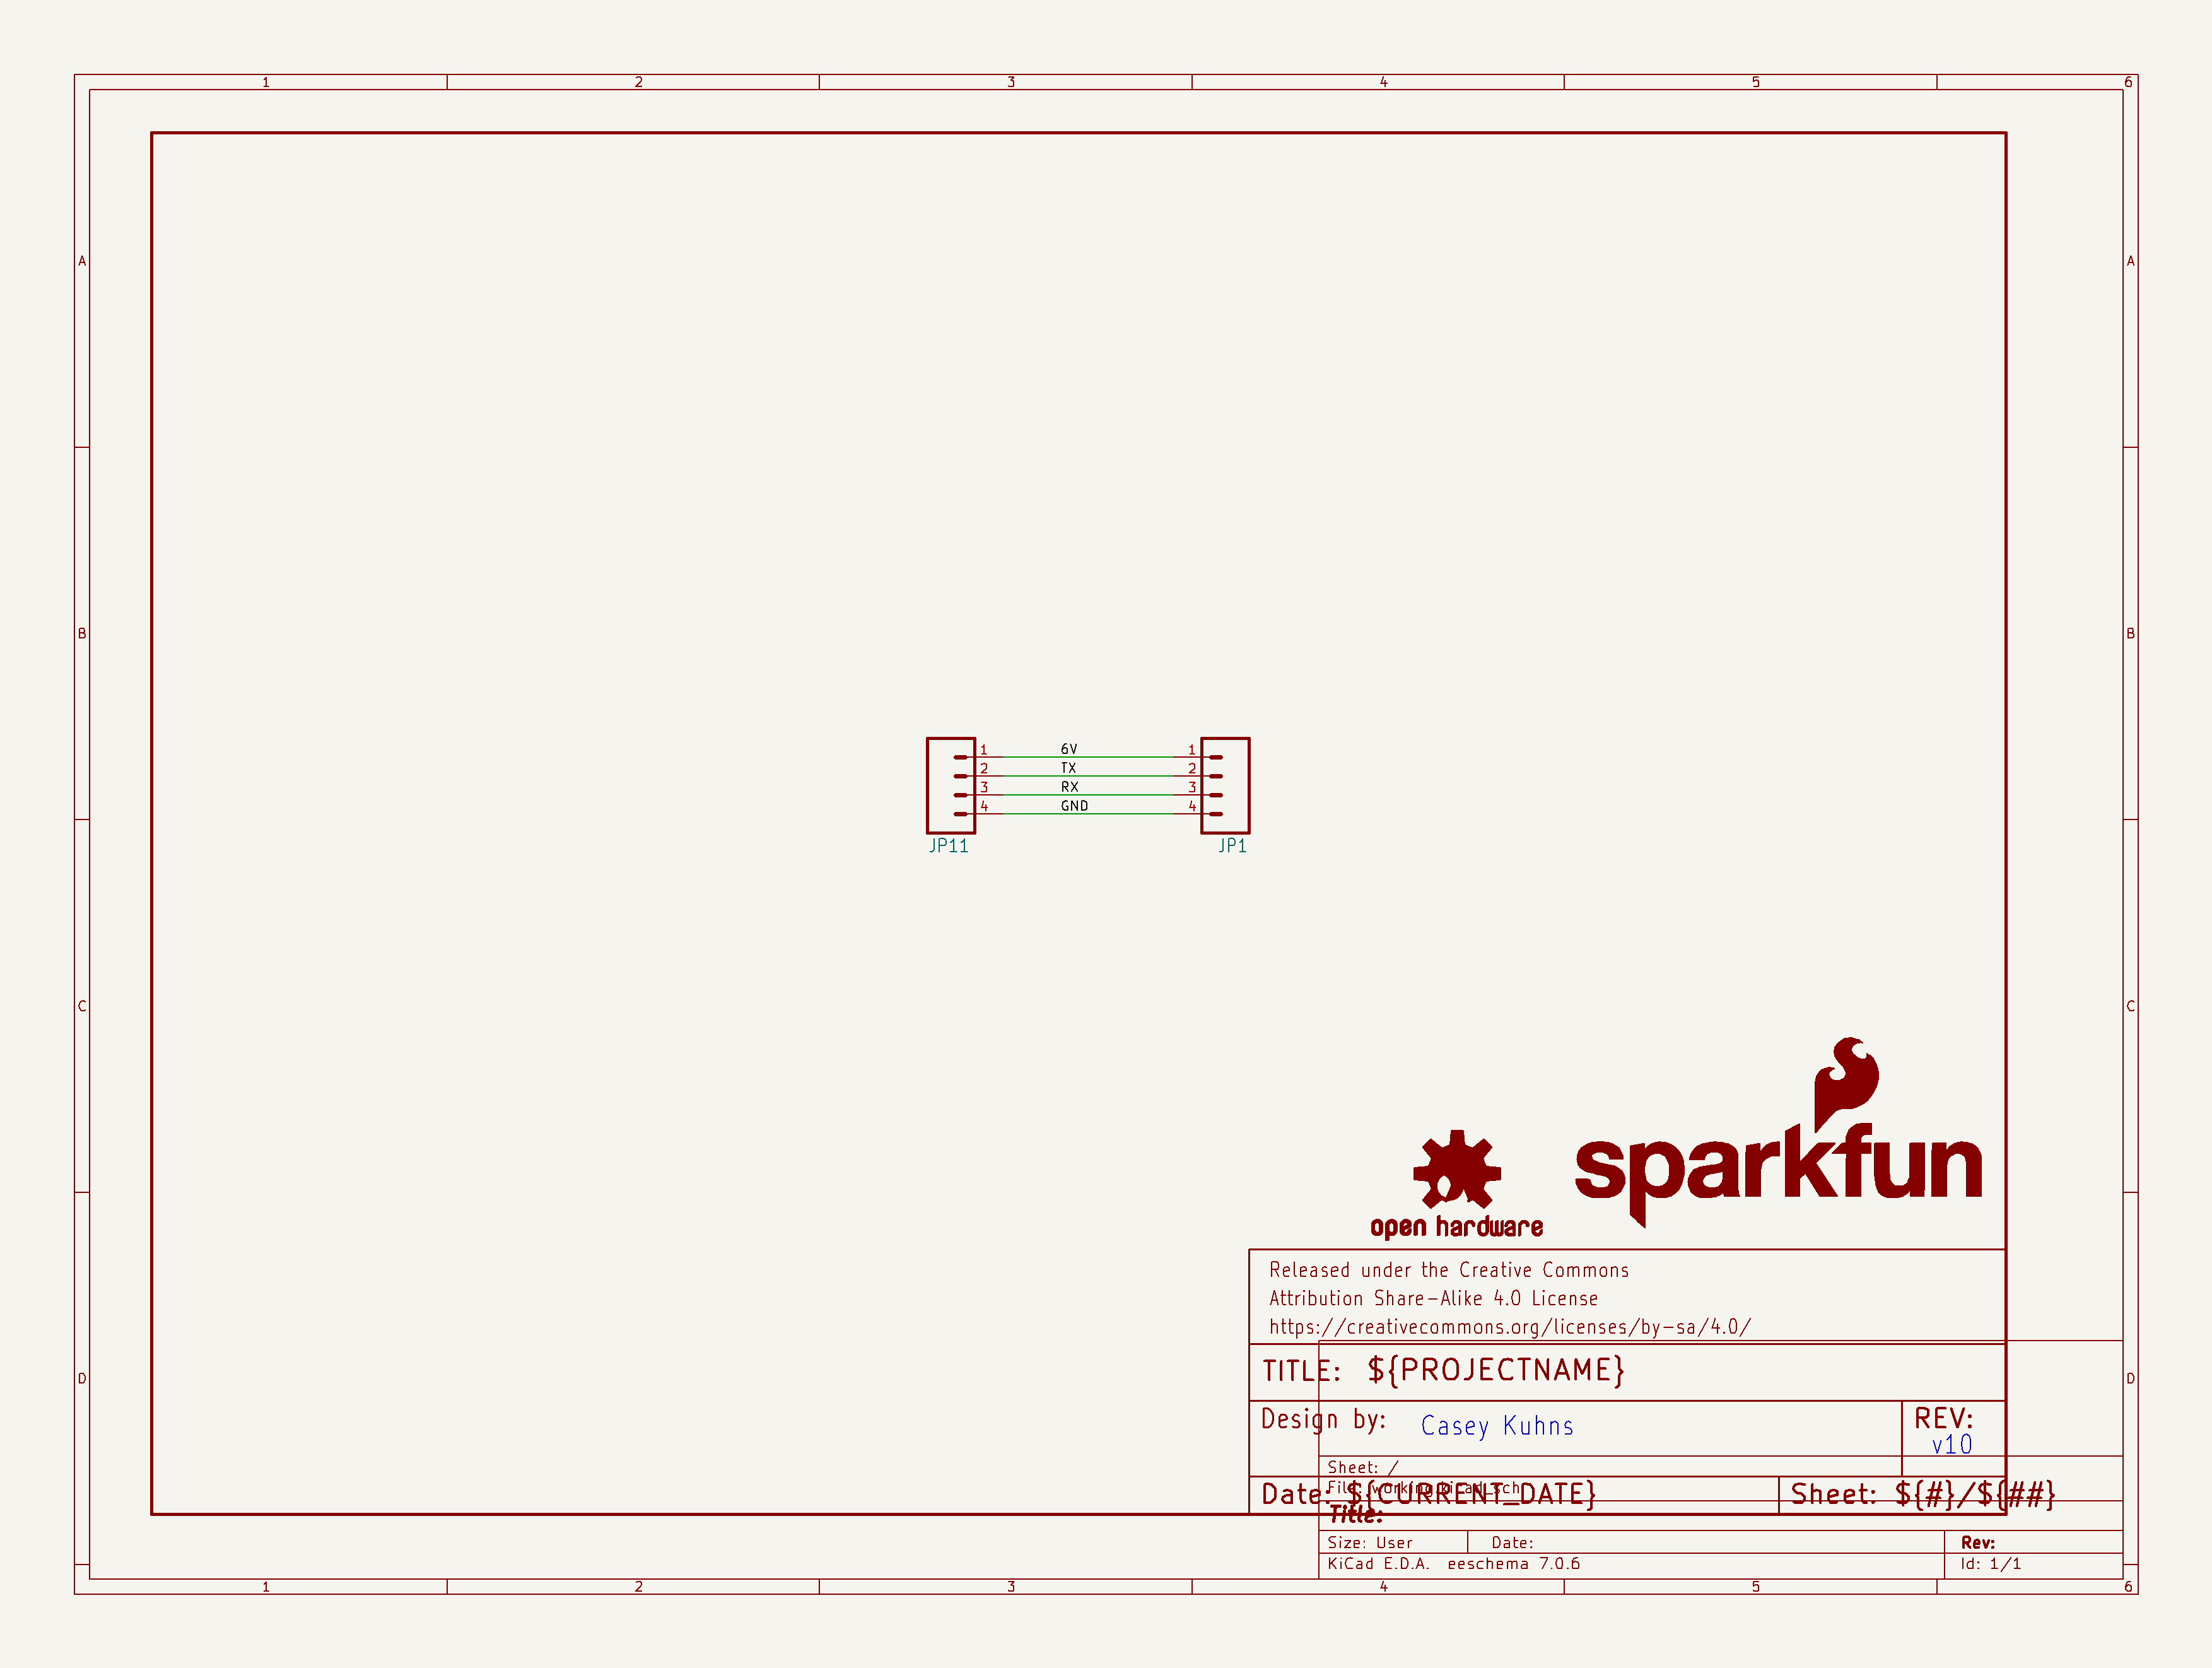 1 2 3 4 5 6
A A
B B
1 6V 1
2 TX 2
3 RX 3
4 GND 4
JP11 JP1
C C
sparkfun
open hardware
Released under the Creative Commons
Attribution Share-Alike 4.0 License
https://creativecommons.org/licenses/by-sa/4.0/
TITLE: ${PROJECTNAME}
D D
Design by: Casey Kuhns
REV:
v10
Sheet: /
File: working.kicad_sch
Date: ${CURRENT_DATE} Sheet: ${#}/${##}
Title:
Size: User Date: Rev:
KiCad E.D.A. eeschema 7.0.6 Id: 1/1
1 2 3 4 5 6